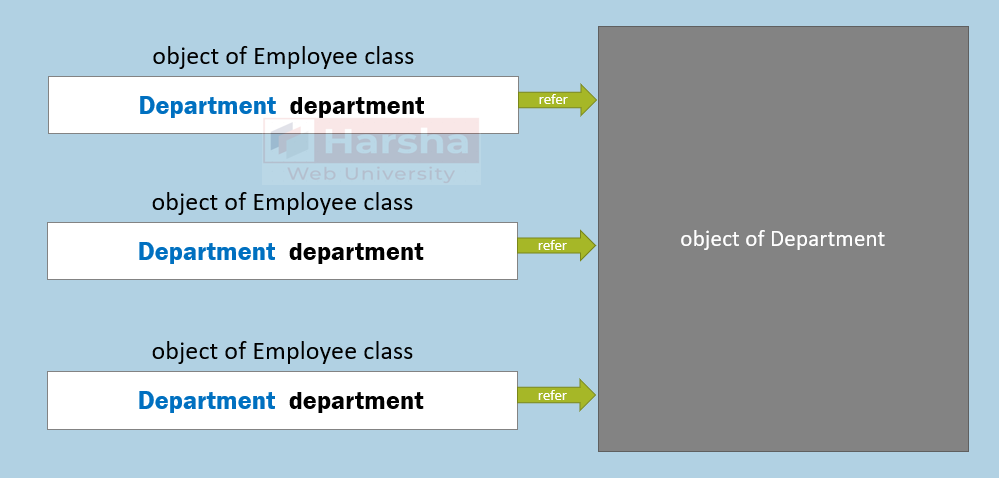 object of Employee class
Department department
refer
Harsha
Web University
object of Employee class
Department department
refer
object of Department
object of Employee class
Department department
refer